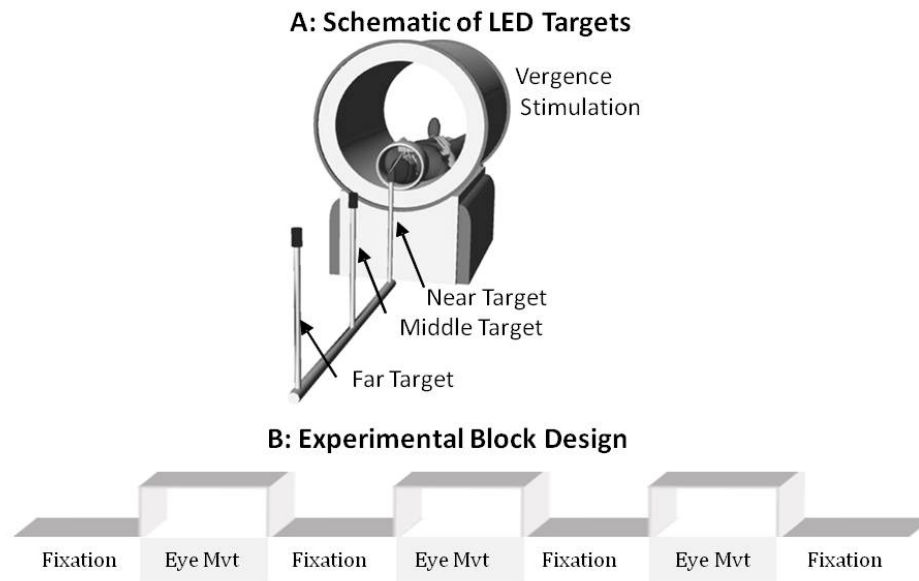 A: Schematic of LED Targets
Vergence
Stimulation
Near Target
Middle Target
Far Target
B: Experimental Block Design
Fixation Eye Mvt Fixation Eye Mvt Fixation Eye Mvt Fixation